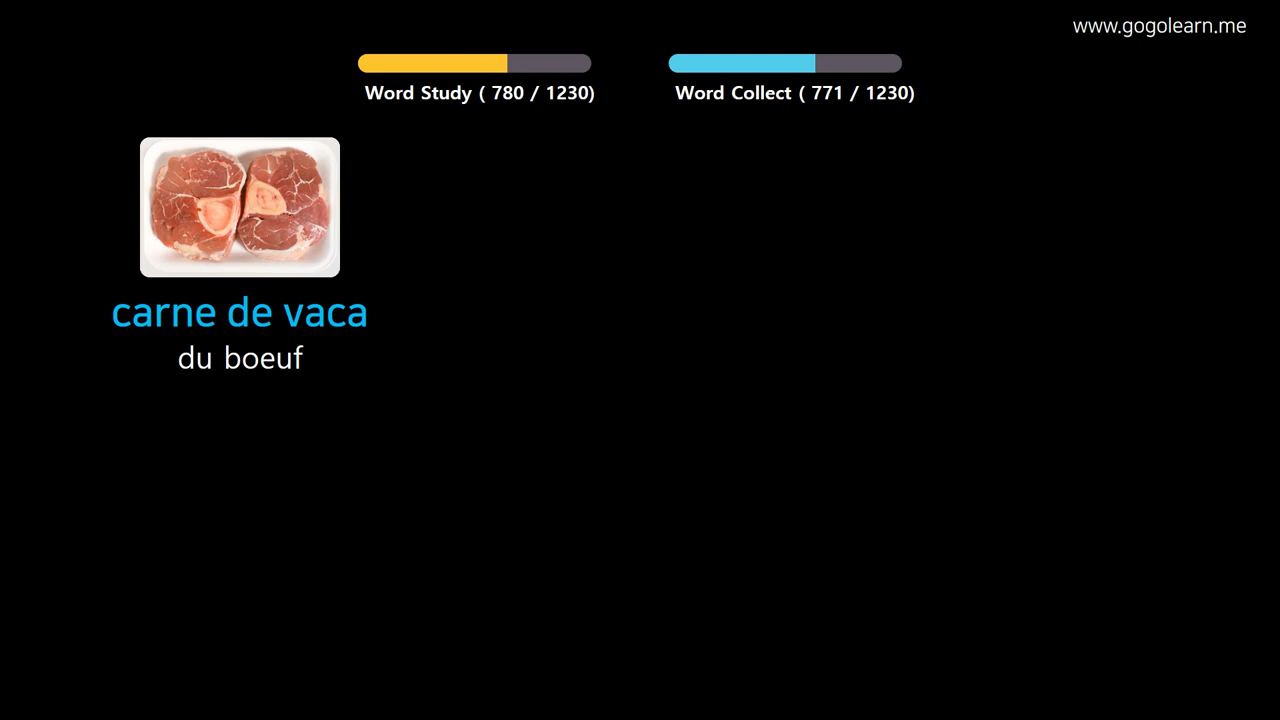 www.gogolearn.me
Word Study ( 780 / 1230)
Word Collect ( 771 / 1230)
carne de vaca
du boeuf